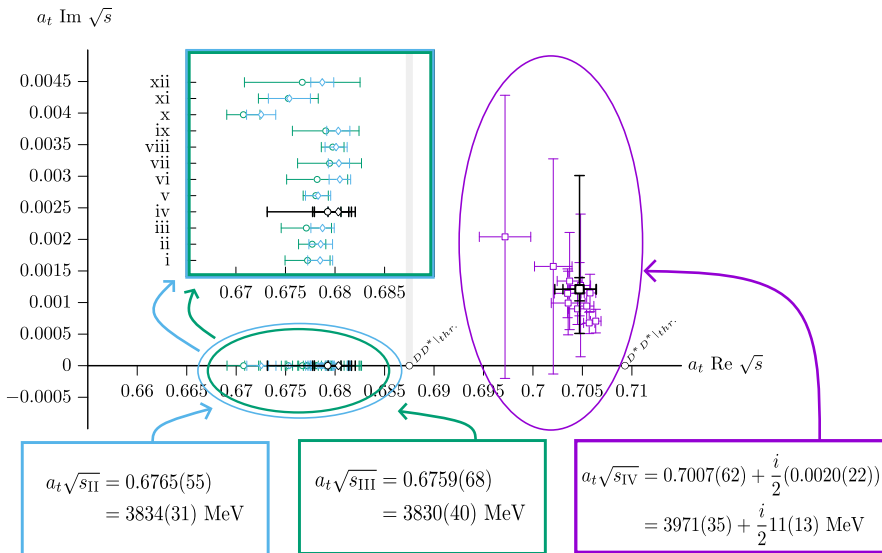 a_t Im √s
0.0045
0.004
0.0035
0.003
0.0025
0.002
0.0015
0.001
0.0005
0
−0.0005
xii
xi
x
ix
viii
vii
vi
v
iv
iii
ii
i
0.67 0.675 0.68 0.685
DD*|thr.
D*D*|thr.
a_t Re √s
0.66 0.665 0.67 0.675 0.68 0.685 0.69 0.695 0.7 0.705 0.71
a_t√s_II = 0.6765(55)
= 3834(31) MeV
a_t√s_III = 0.6759(68)
= 3830(40) MeV
a_t√s_IV = 0.7007(62) + i/2(0.0020(22))
= 3971(35) + i/2 11(13) MeV